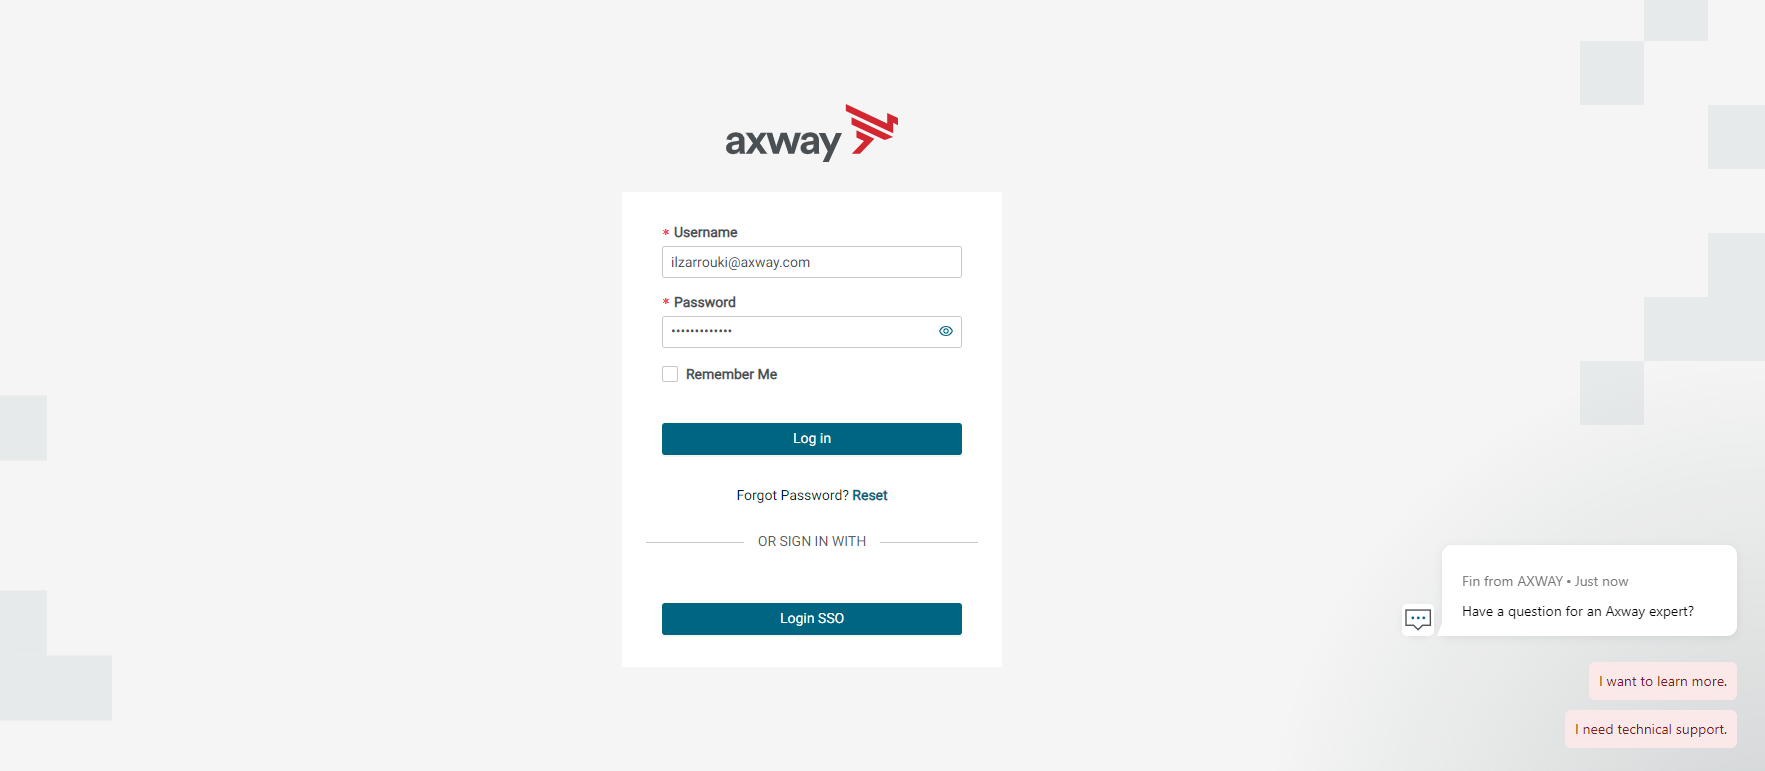 axway
* Username
ilzarrouki@axway.com
* Password
•••••••••••••
Remember Me
Log in
Forgot Password? Reset
OR SIGN IN WITH
Login SSO
Fin from AXWAY • Just now
Have a question for an Axway expert?
I want to learn more.
I need technical support.